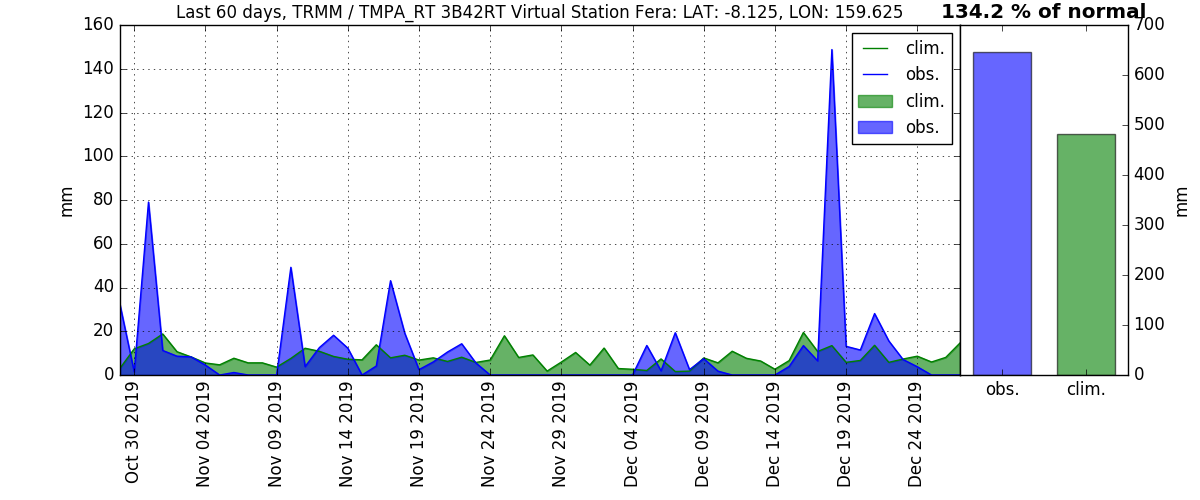 Last 60 days, TRMM / TMPA_RT 3B42RT Virtual Station Fera: LAT: -8.125, LON: 159.625
134.2 % of normal
160
140
120
100
80
60
40
20
0
mm
clim.
obs.
clim.
obs.
Oct 30 2019
Nov 04 2019
Nov 09 2019
Nov 14 2019
Nov 19 2019
Nov 24 2019
Nov 29 2019
Dec 04 2019
Dec 09 2019
Dec 14 2019
Dec 19 2019
Dec 24 2019
700
600
500
400
300
200
100
0
mm
obs.
clim.